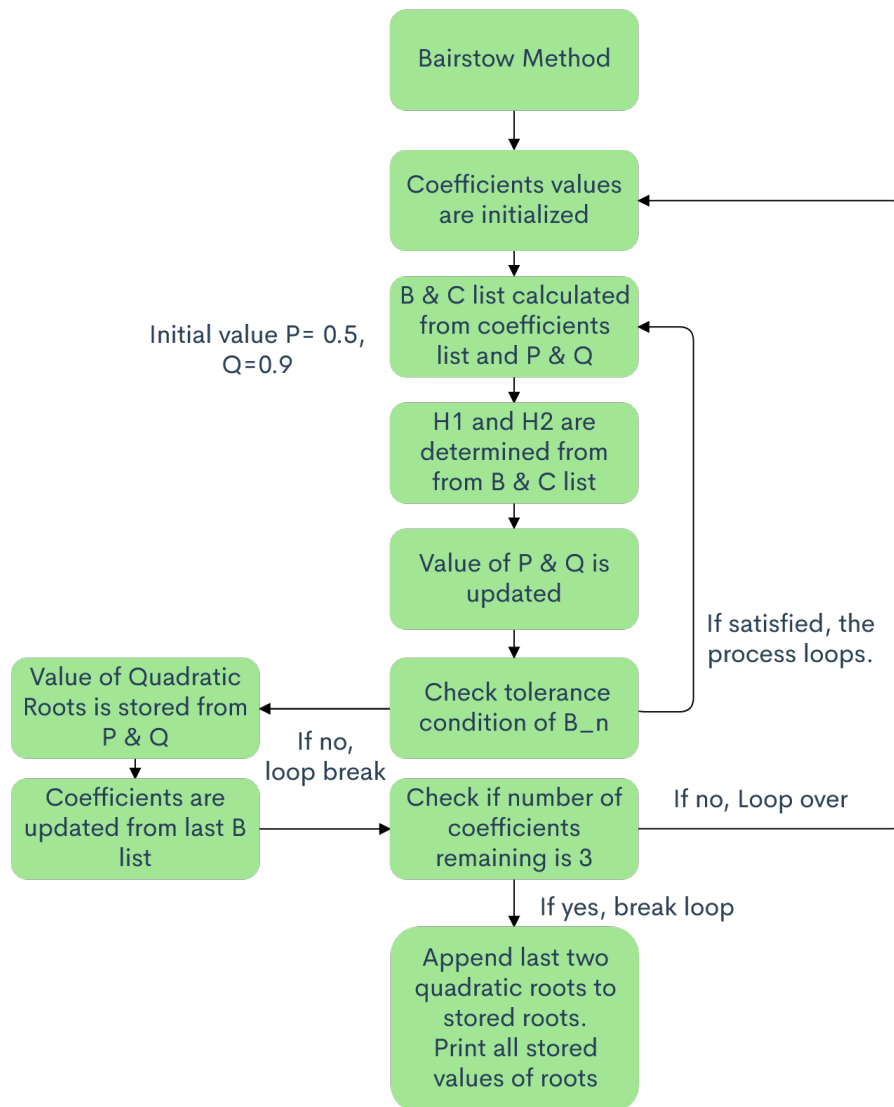 Bairstow Method
Coefficients values
are initialized
B & C list calculated
from coefficients
list and P & Q
Initial value P= 0.5,
Q=0.9
H1 and H2 are
determined from
from B & C list
Value of P & Q is
updated
If satisfied, the
process loops.
Check tolerance
condition of B_n
Value of Quadratic
Roots is stored from
P & Q
If no,
loop break
Coefficients are
updated from last B
list
Check if number of
coefficients
remaining is 3
If no, Loop over
If yes, break loop
Append last two
quadratic roots to
stored roots.
Print all stored
values of roots